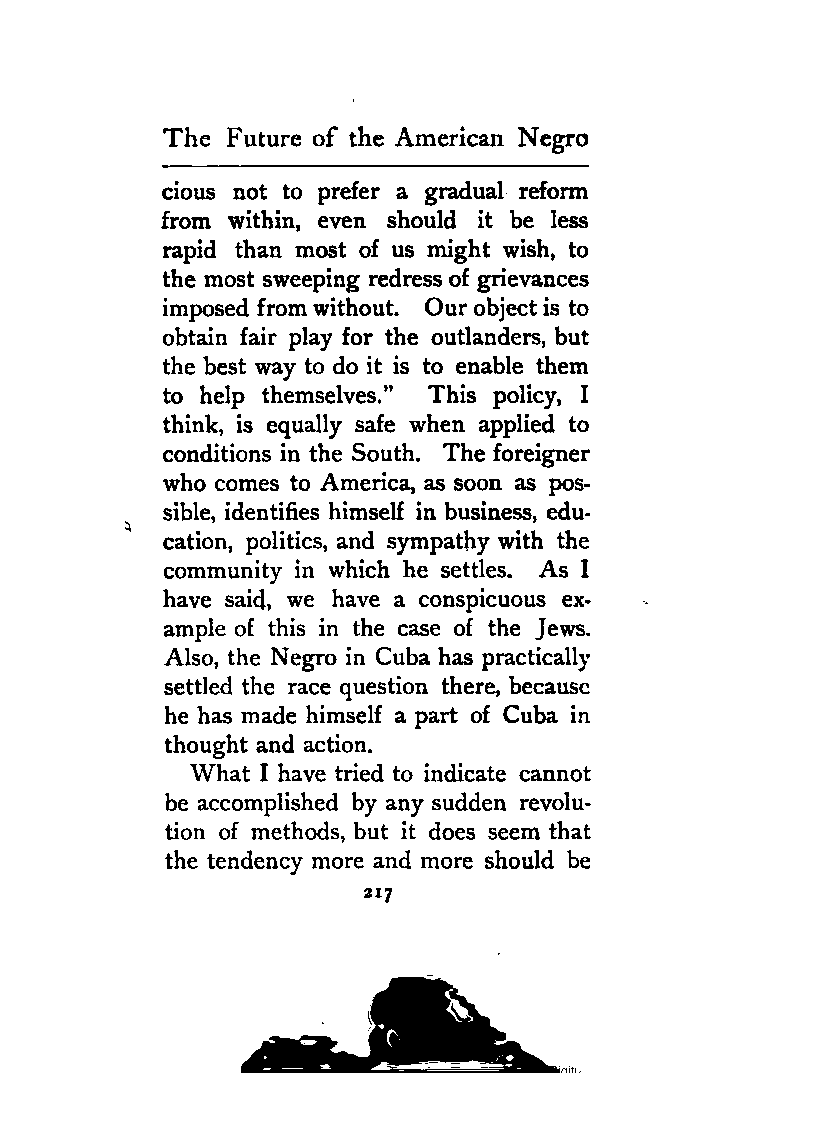 The Future of the American Negro
cious not to prefer a gradual reform
from within, even should it be less
rapid than most of us might wish, to
the most sweeping redress of grievances
imposed from without. Our object is to
obtain fair play for the outlanders, but
the best way to do it is to enable them
to help themselves.” This policy, I
think, is equally safe when applied to
conditions in the South. The foreigner
who comes to America, as soon as pos-
sible, identifies himself in business, edu-
cation, politics, and sympathy with the
community in which he settles. As I
have said, we have a conspicuous ex-
ample of this in the case of the Jews.
Also, the Negro in Cuba has practically
settled the race question there, because
he has made himself a part of Cuba in
thought and action.
What I have tried to indicate cannot
be accomplished by any sudden revolu-
tion of methods, but it does seem that
the tendency more and more should be
217